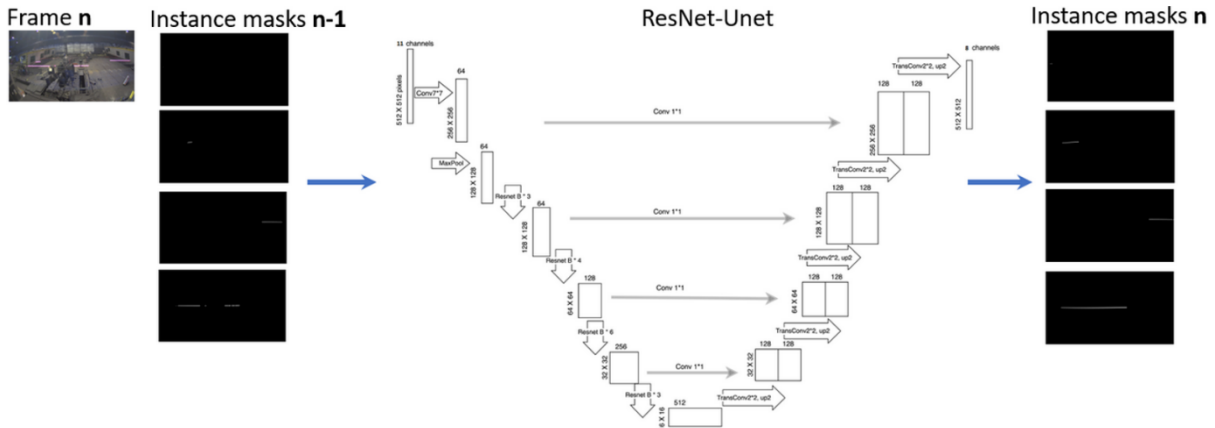 Frame n
Instance masks n-1
ResNet-Unet
Instance masks n
11 channels
512 X 512 pixels
Conv7*7
64
256 X 256
MaxPool
64
128 X 128
Resnet B * 3
64
128 X 128
Resnet B * 4
128
64 X 64
Resnet B * 6
256
32 X 32
Resnet B * 3
512
6 X 16
Conv 1*1
Conv 1*1
Conv 1*1
Conv 1*1
TransConv2*2, up2
128 128
32 X 32
TransConv2*2, up2
128 128
64 X 64
TransConv2*2, up2
128 128
128 X 128
TransConv2*2, up2
128 128
256 X 256
TransConv2*2, up2
8 channels
512 X 512